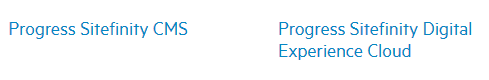 Progress Sitefinity CMS
Progress Sitefinity Digital
Experience Cloud